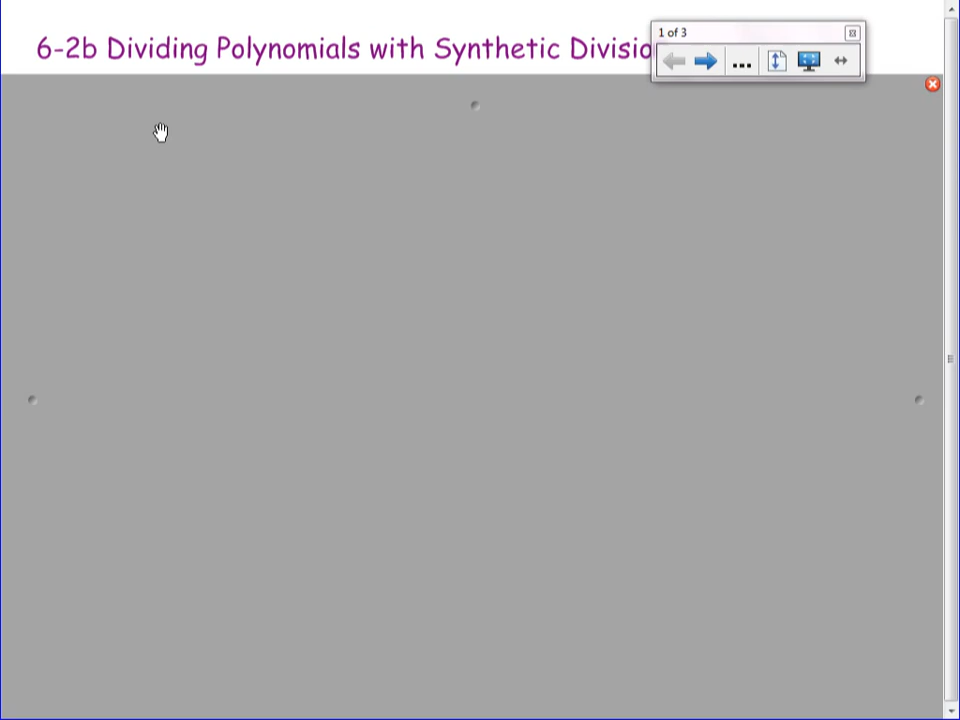 6-2b Dividing Polynomials with Synthetic Divisio
1 of 3